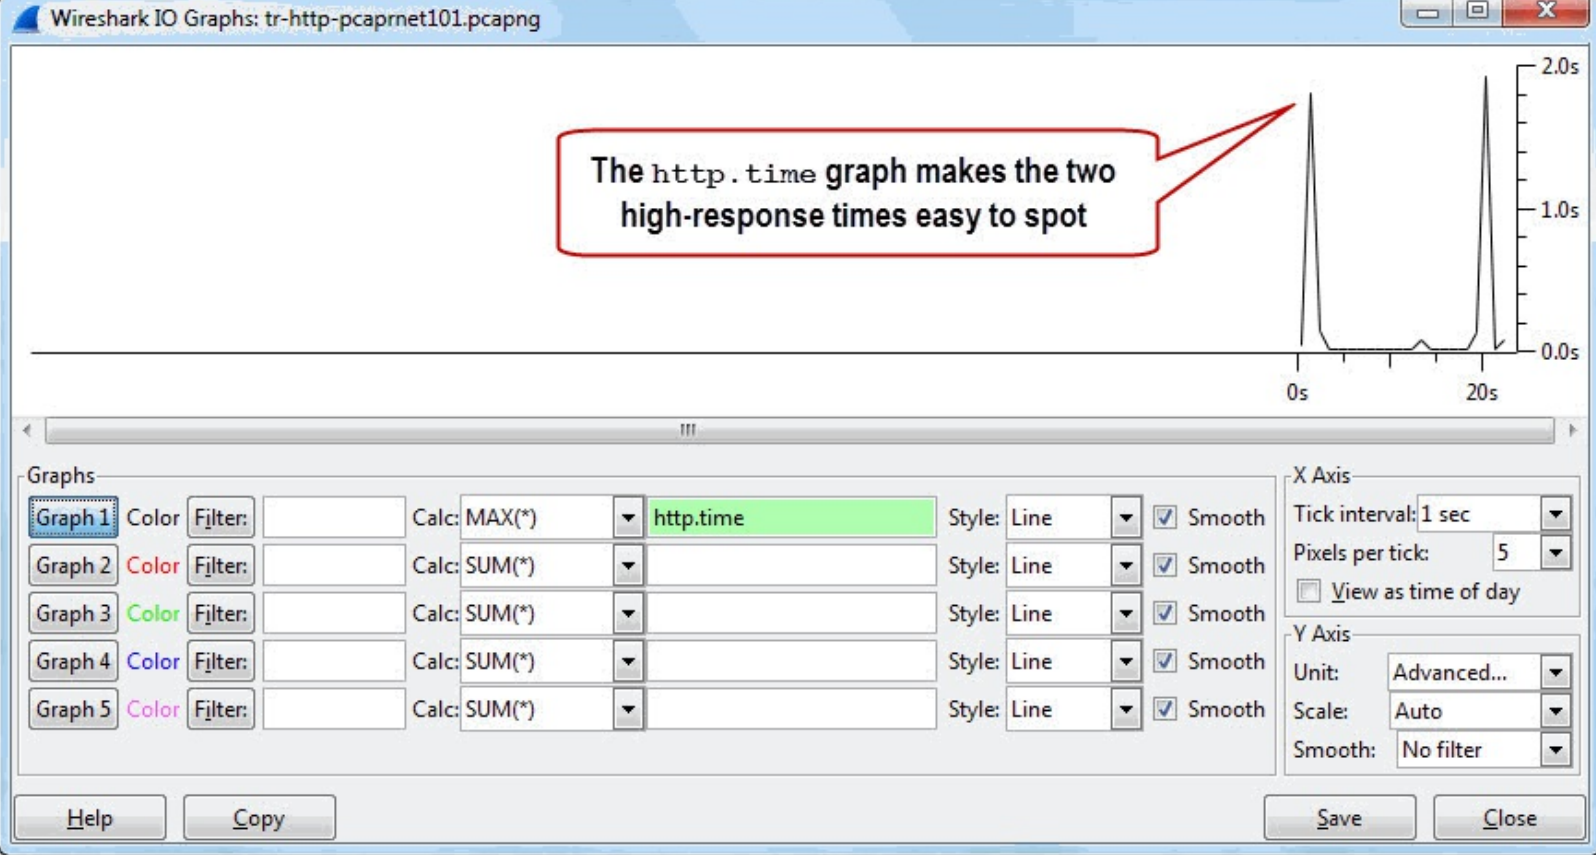 Wireshark IO Graphs: tr-http-pcaprnet101.pcapng
2.0s
The http.time graph makes the two
high-response times easy to spot
1.0s
0.0s
0s 20s
Graphs
Graph 1 Color Filter: Calc: MAX(*) http.time Style: Line Smooth
Graph 2 Color Filter: Calc: SUM(*) Style: Line Smooth
Graph 3 Color Filter: Calc: SUM(*) Style: Line Smooth
Graph 4 Color Filter: Calc: SUM(*) Style: Line Smooth
Graph 5 Color Filter: Calc: SUM(*) Style: Line Smooth
X Axis
Tick interval: 1 sec
Pixels per tick: 5
View as time of day
Y Axis
Unit: Advanced...
Scale: Auto
Smooth: No filter
Help Copy Save Close